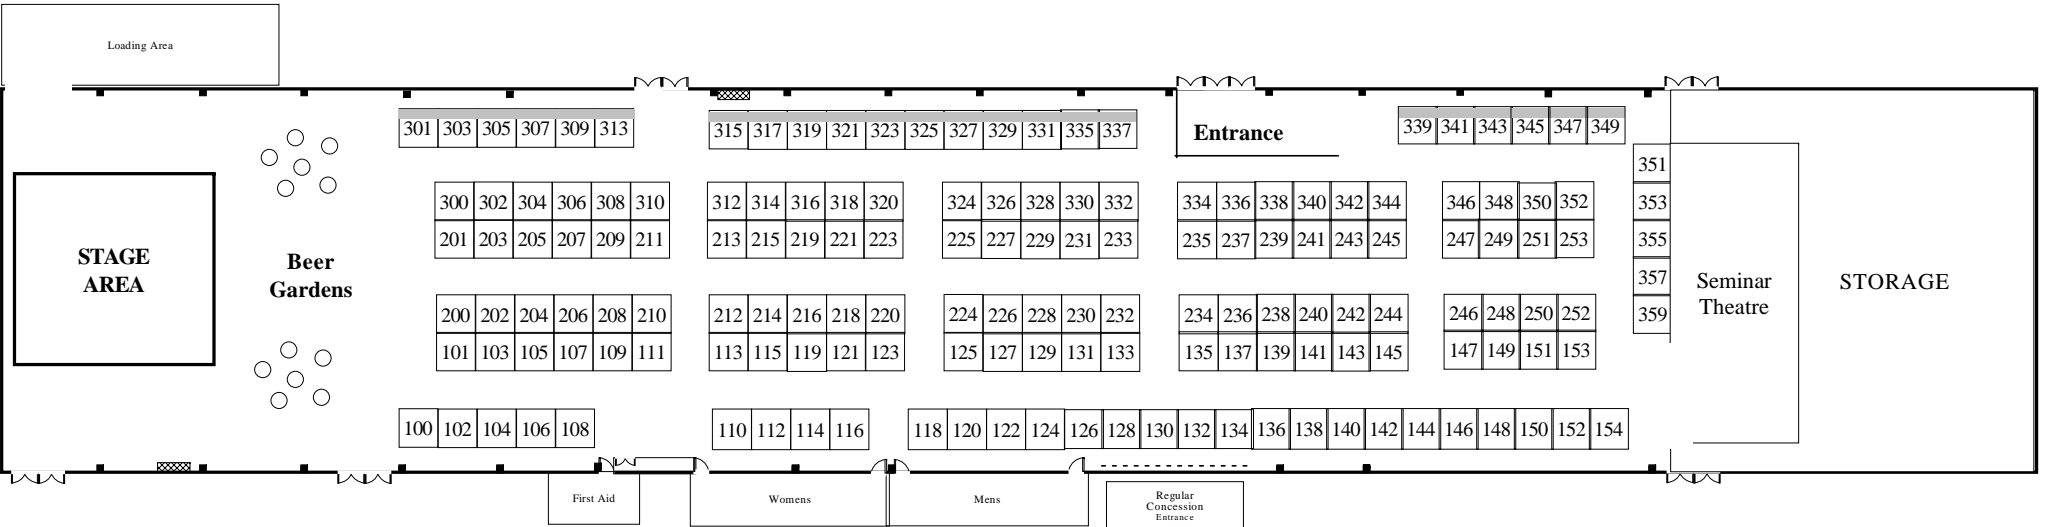 Loading Area
301 303 305 307 309 313
315 317 319 321 323 325 327 329 331 335 337
Entrance
339 341 343 345 347 349
351
300 302 304 306 308 310
312 314 316 318 320
324 326 328 330 332
334 336 338 340 342 344
346 348 350 352
353
201 203 205 207 209 211
213 215 219 221 223
225 227 229 231 233
235 237 239 241 243 245
247 249 251 253
355
STAGE
AREA
Beer
Gardens
357
Seminar
Theatre
STORAGE
200 202 204 206 208 210
212 214 216 218 220
224 226 228 230 232
234 236 238 240 242 244
246 248 250 252
359
101 103 105 107 109 111
113 115 119 121 123
125 127 129 131 133
135 137 139 141 143 145
147 149 151 153
100 102 104 106 108
110 112 114 116
118 120 122 124 126 128 130 132 134 136 138 140 142 144 146 148 150 152 154
First Aid
Womens
Mens
Regular
Concession
Entrance